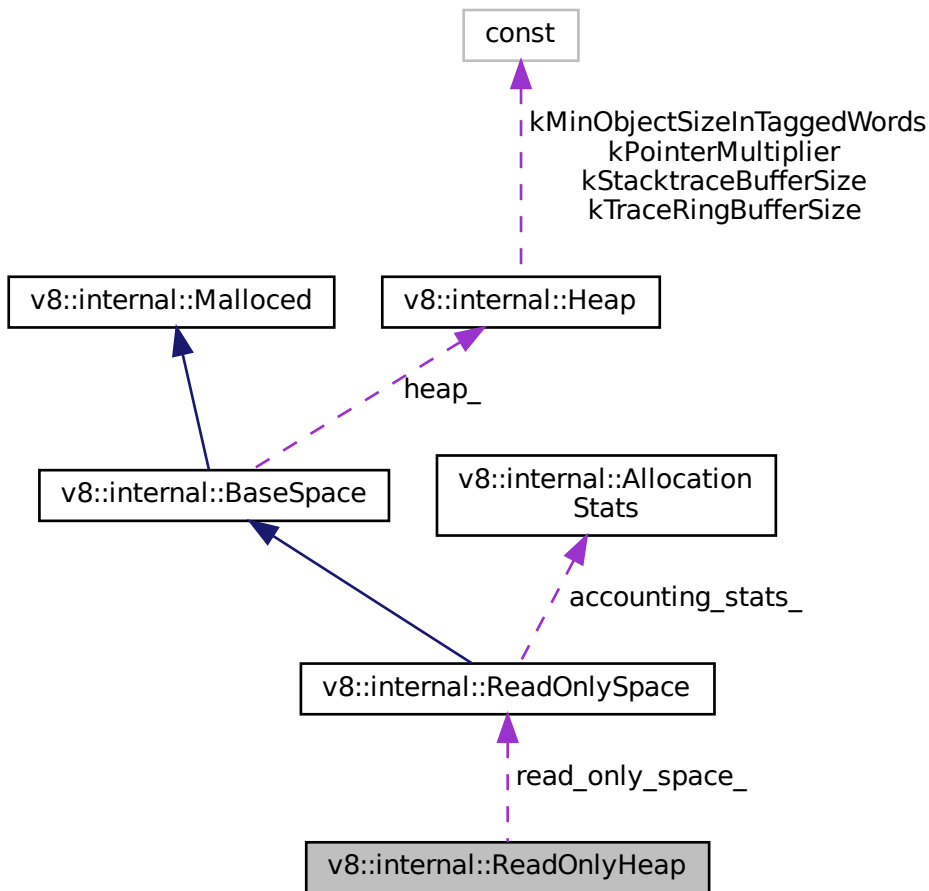 const
kMinObjectSizeInTaggedWords
kPointerMultiplier
kStacktraceBufferSize
kTraceRingBufferSize
v8::internal::Malloced
v8::internal::Heap
heap_
v8::internal::BaseSpace
v8::internal::Allocation
Stats
accounting_stats_
v8::internal::ReadOnlySpace
read_only_space_
v8::internal::ReadOnlyHeap